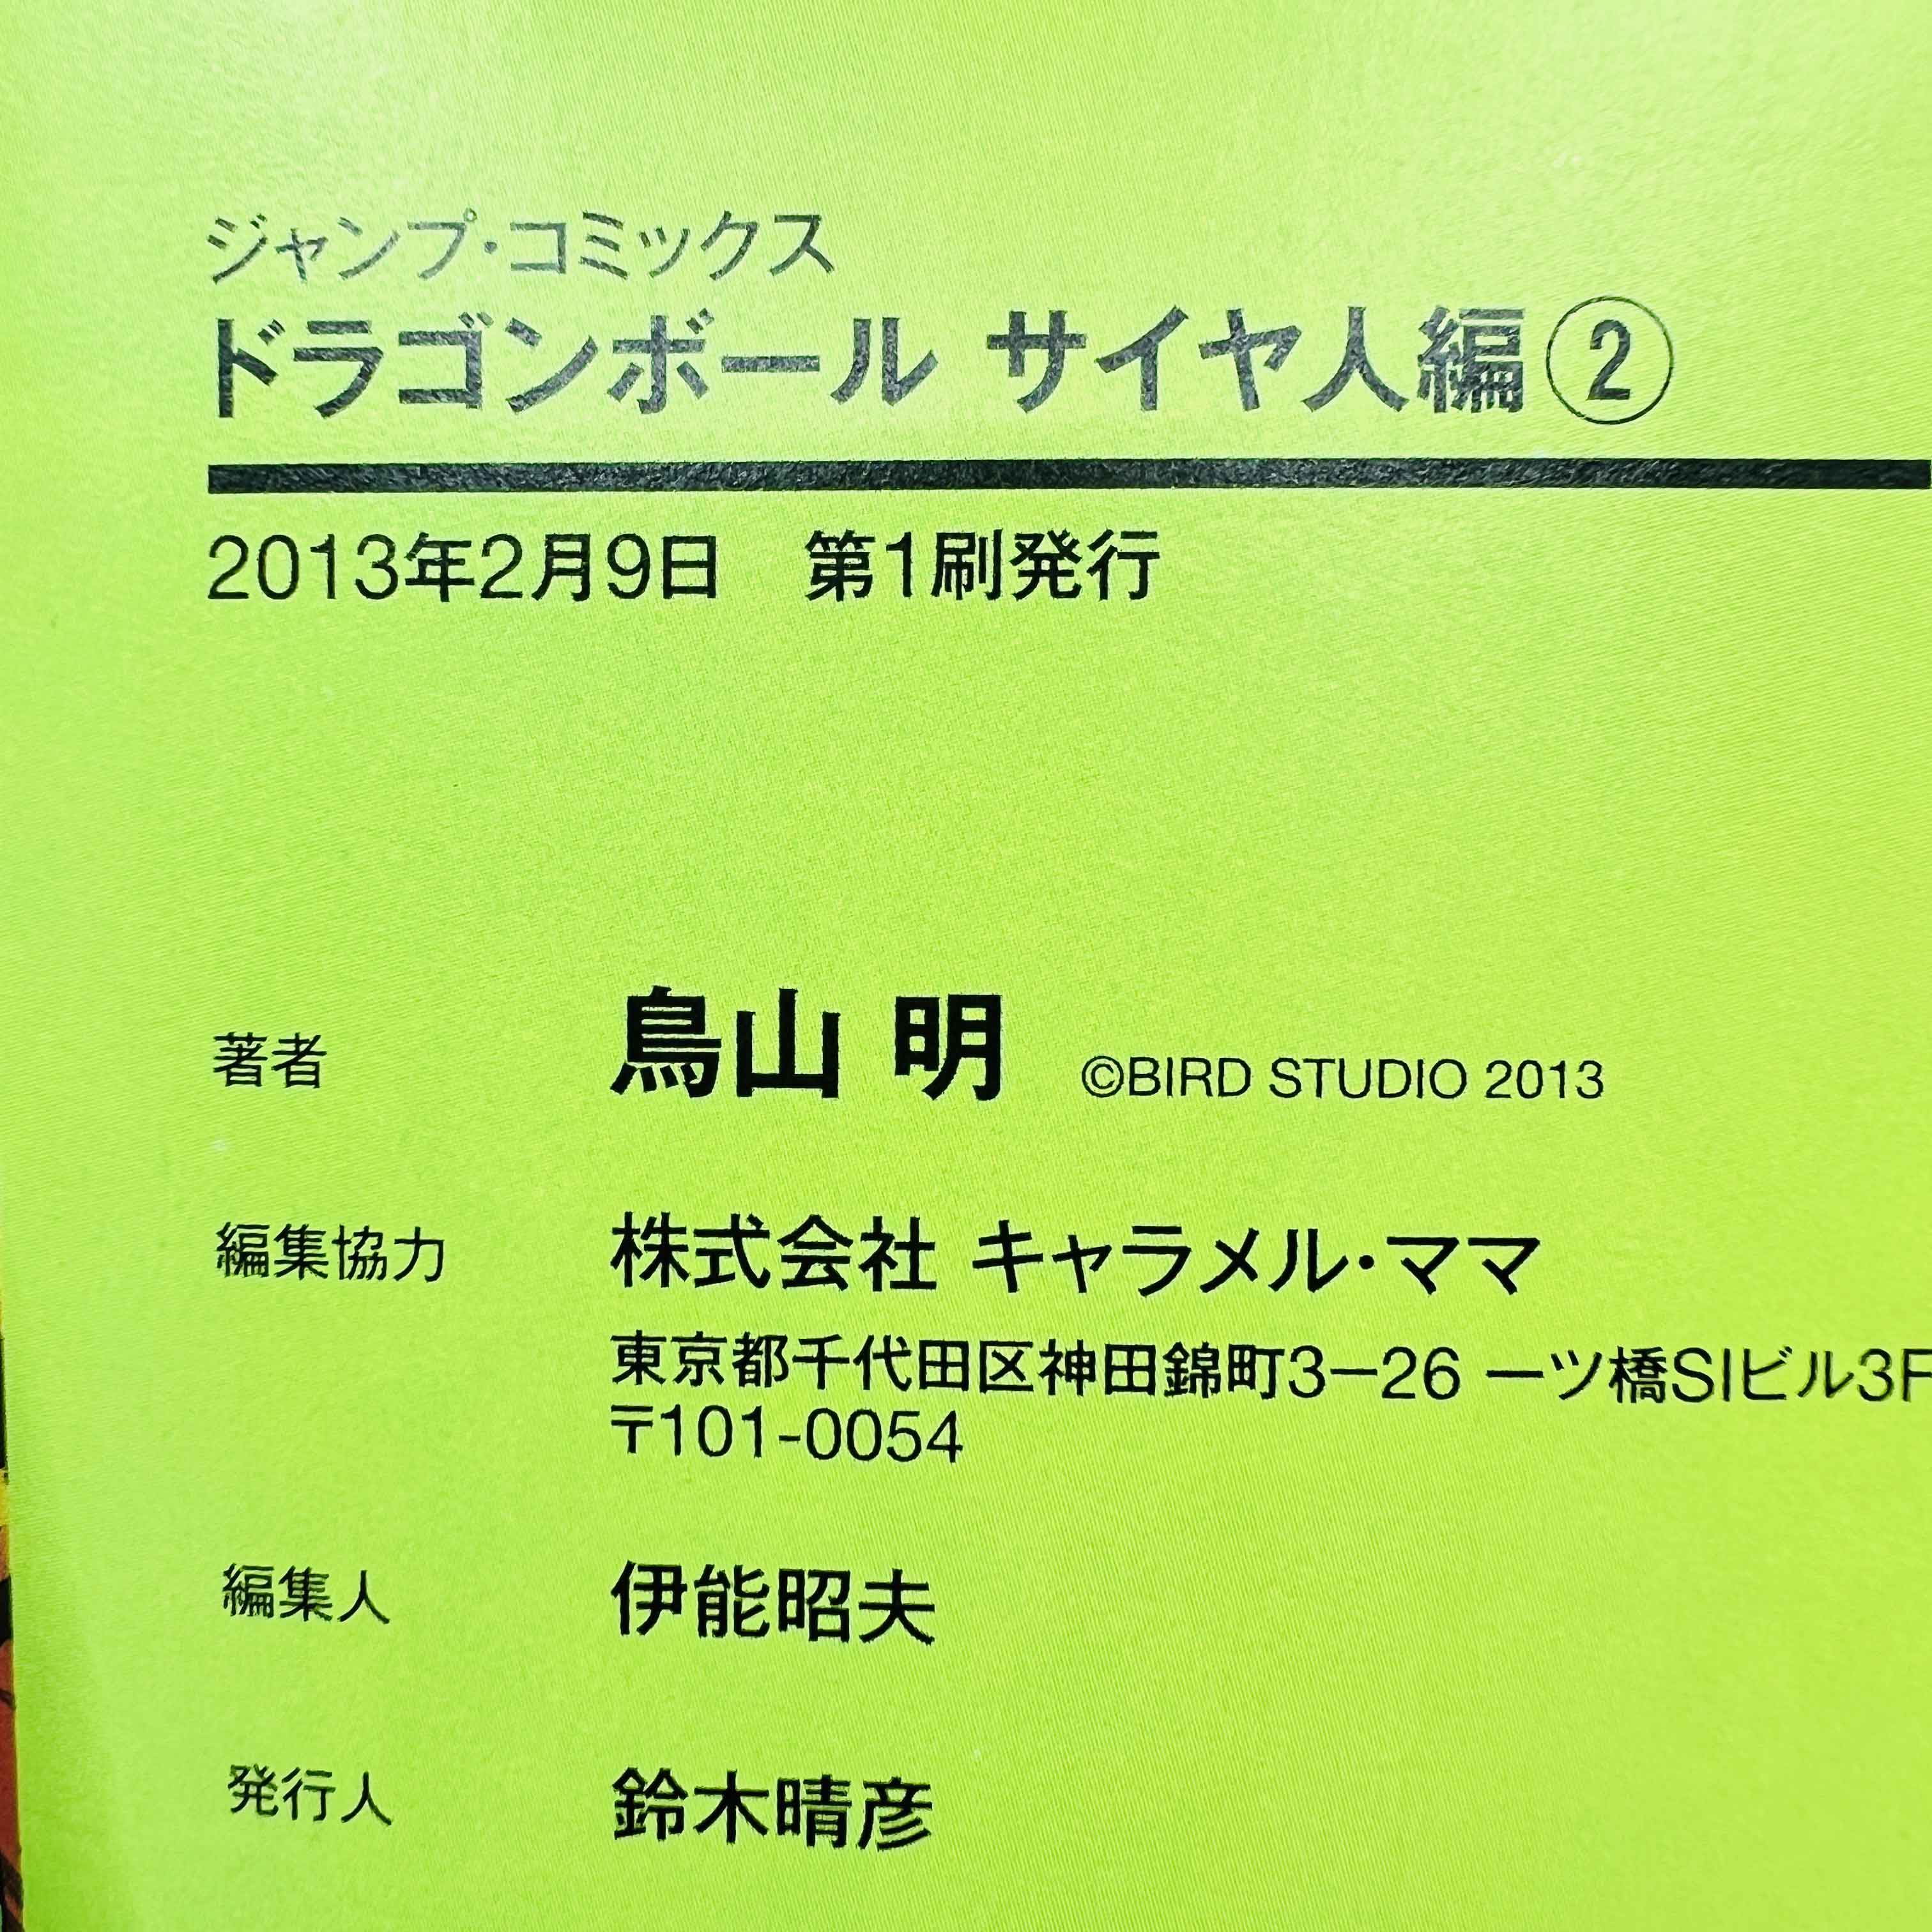 ジャンプ・コミックス
ドラゴンボール サイヤ人編②
2013年2月9日　第1刷発行
著者　鳥山 明　©BIRD STUDIO 2013
編集協力　株式会社 キャラメル・ママ
東京都千代田区神田錦町3−26 一ツ橋SIビル3F
〒101-0054
編集人　伊能昭夫
発行人　鈴木晴彦